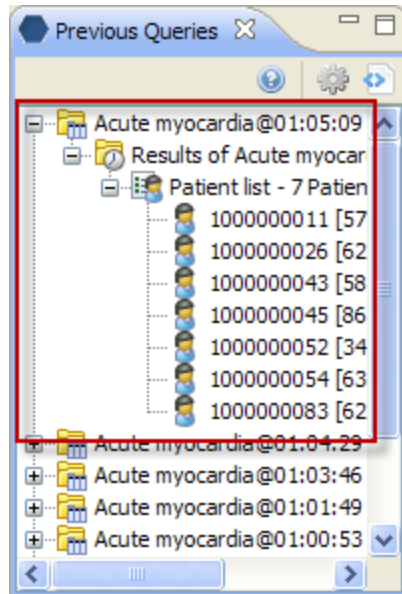 Previous Queries
Acute myocardia@01:05:09
Results of Acute myocar
Patient list - 7 Patien
1000000011 [57
1000000026 [62
1000000043 [58
1000000045 [86
1000000052 [34
1000000054 [63
1000000083 [62
Acute myocardia@01:04:29
Acute myocardia@01:03:46
Acute myocardia@01:01:49
Acute myocardia@01:00:53